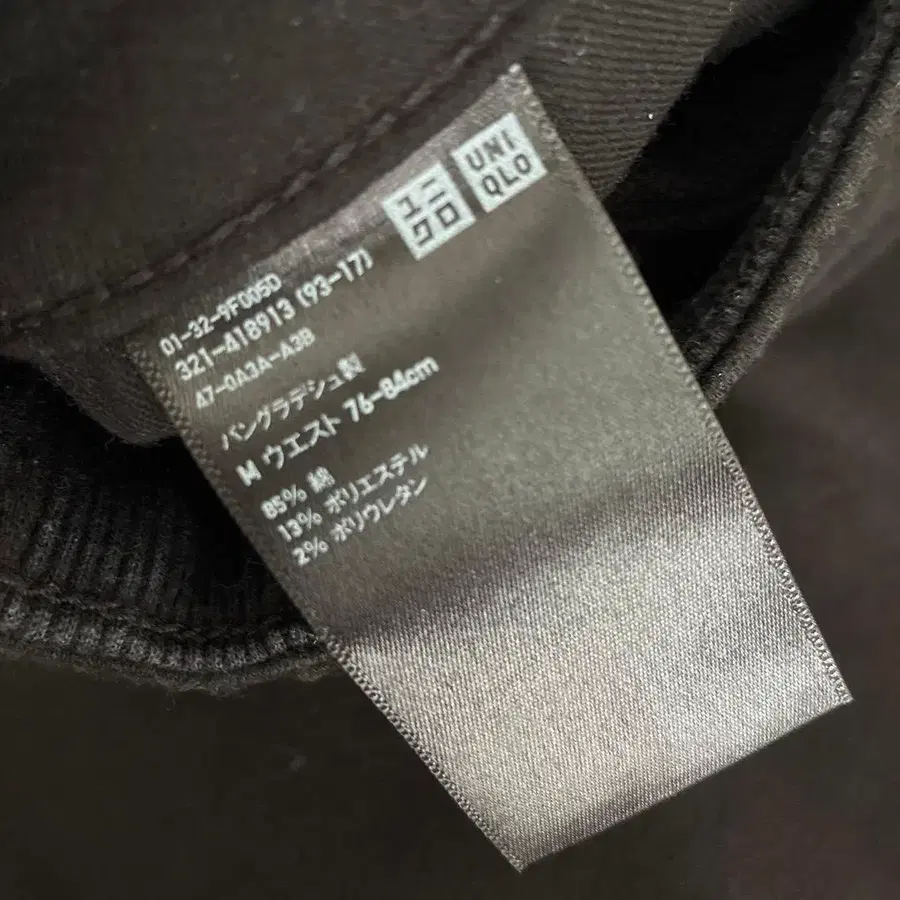 ユニ
クロ
UNI
QLO
01-32-9F005D
321-418913 (93-17)
47-0A3A-A3B
バングラデシュ製
M ウエスト 76-84cm
85% 綿
13% ポリエステル
2% ポリウレタン